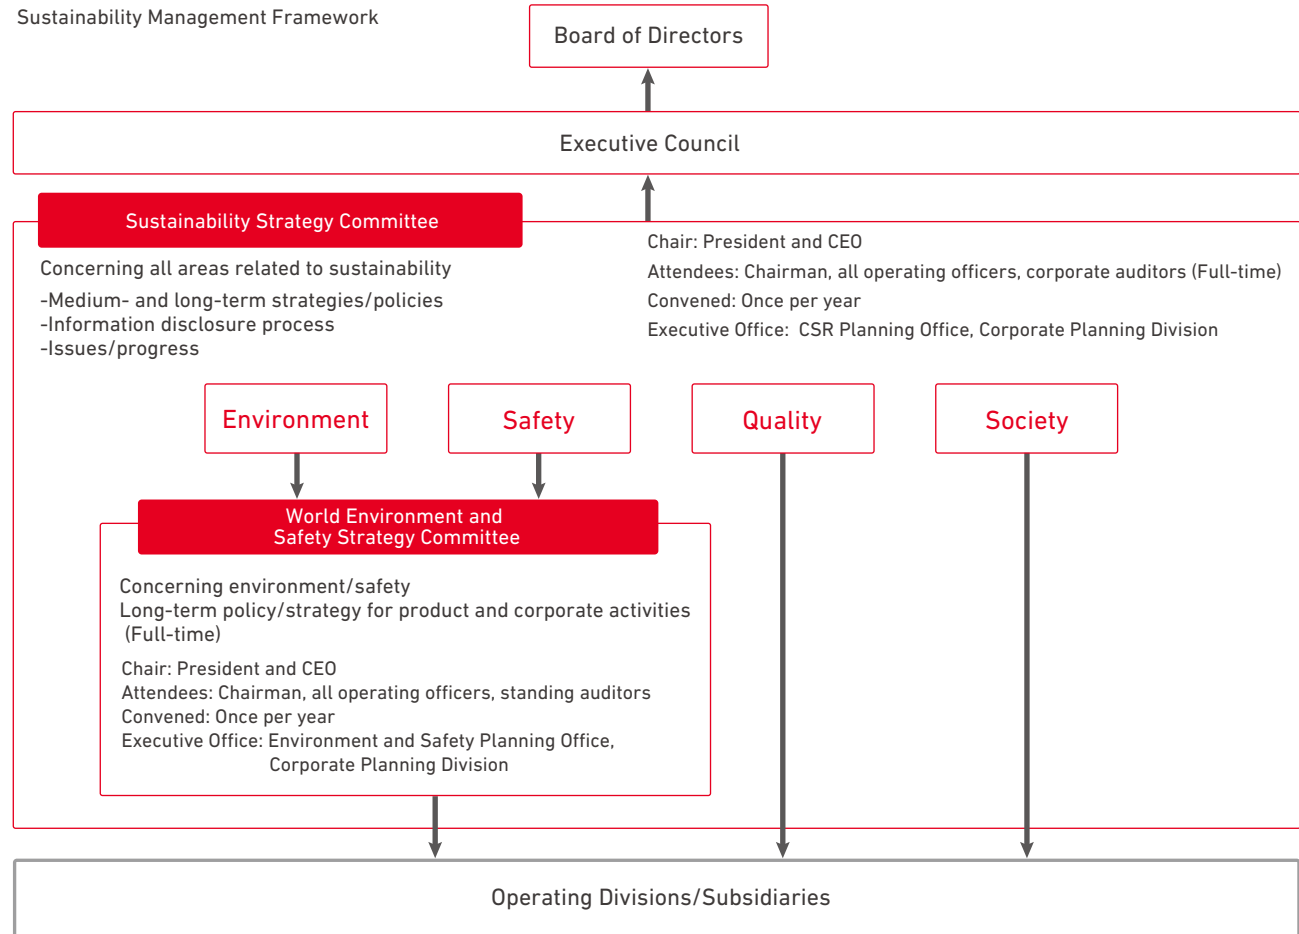 Sustainability Management Framework
Board of Directors
Executive Council
Sustainability Strategy Committee
Concerning all areas related to sustainability
-Medium- and long-term strategies/policies
-Information disclosure process
-Issues/progress
Chair: President and CEO
Attendees: Chairman, all operating officers, corporate auditors (Full-time)
Convened: Once per year
Executive Office: CSR Planning Office, Corporate Planning Division
Environment
Safety
Quality
Society
World Environment and
Safety Strategy Committee
Concerning environment/safety
Long-term policy/strategy for product and corporate activities
(Full-time)
Chair: President and CEO
Attendees: Chairman, all operating officers, standing auditors
Convened: Once per year
Executive Office: Environment and Safety Planning Office,
Corporate Planning Division
Operating Divisions/Subsidiaries